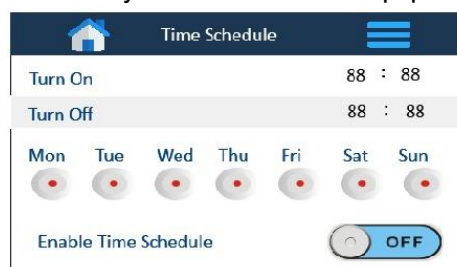 Time Schedule
Turn On 88 : 88
Turn Off 88 : 88
Mon Tue Wed Thu Fri Sat Sun
Enable Time Schedule OFF